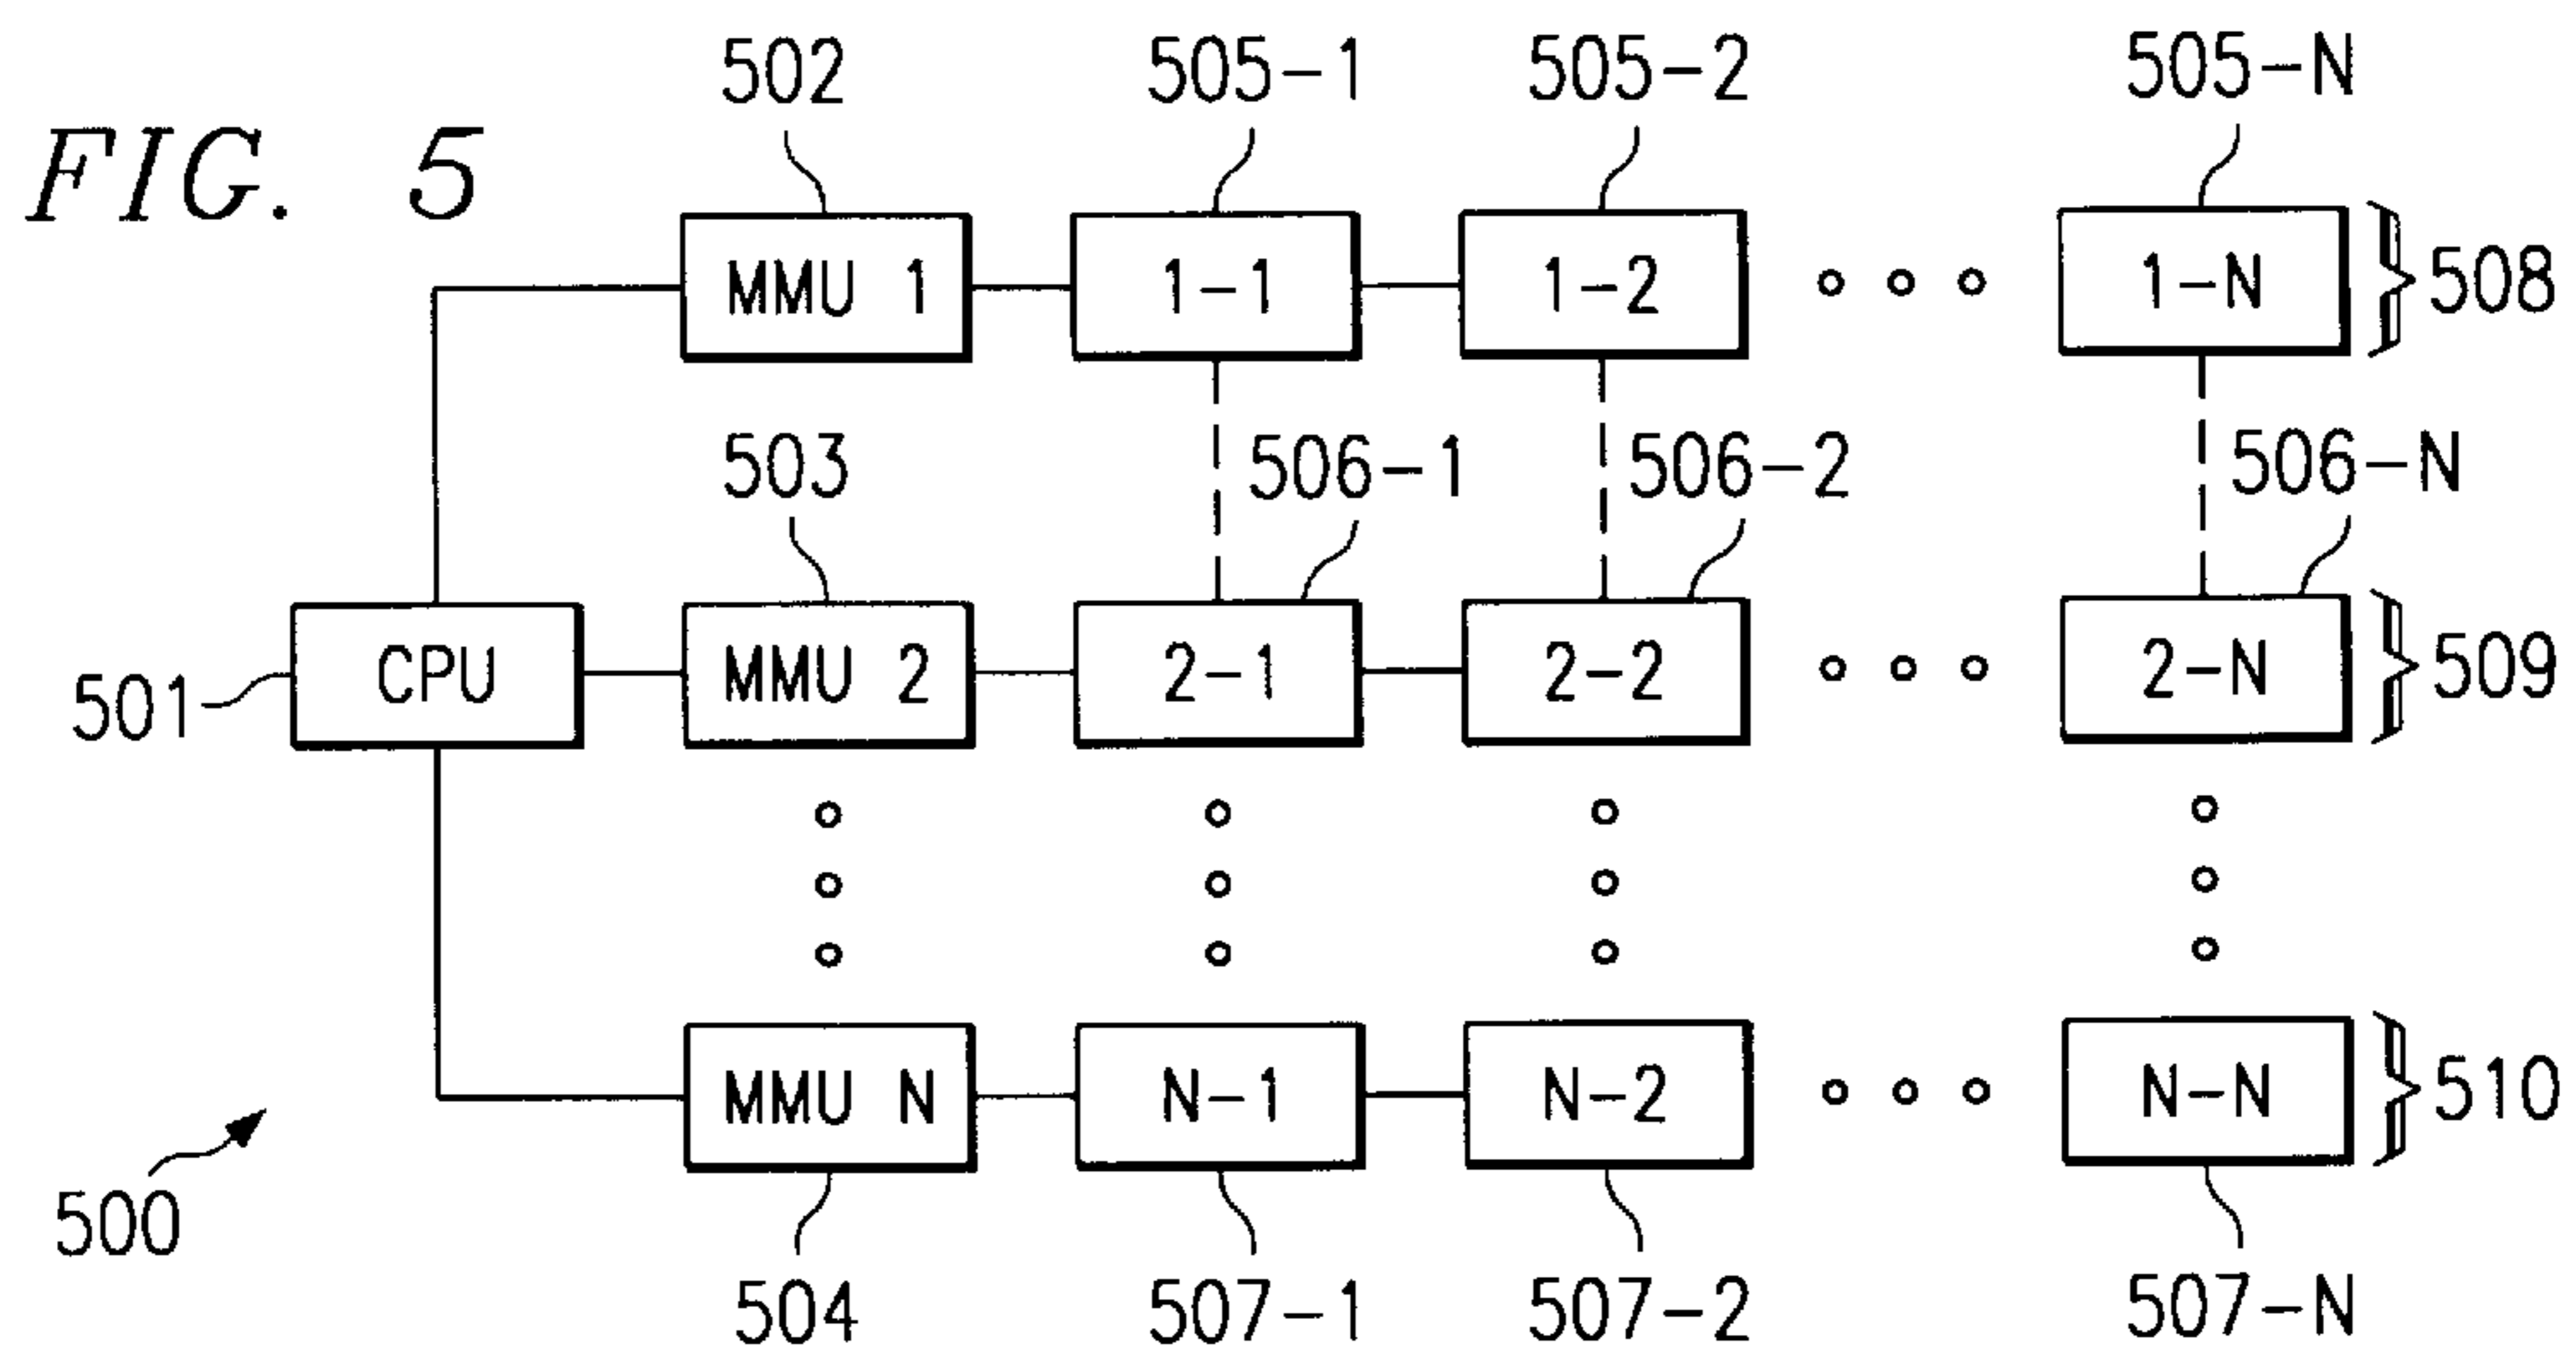 FIG. 5
502 505-1 505-2 505-N
MMU 1 1-1 1-2 1-N 508
503 506-1 506-2 506-N
501 CPU MMU 2 2-1 2-2 2-N 509
MMU N N-1 N-2 N-N 510
500
504 507-1 507-2 507-N